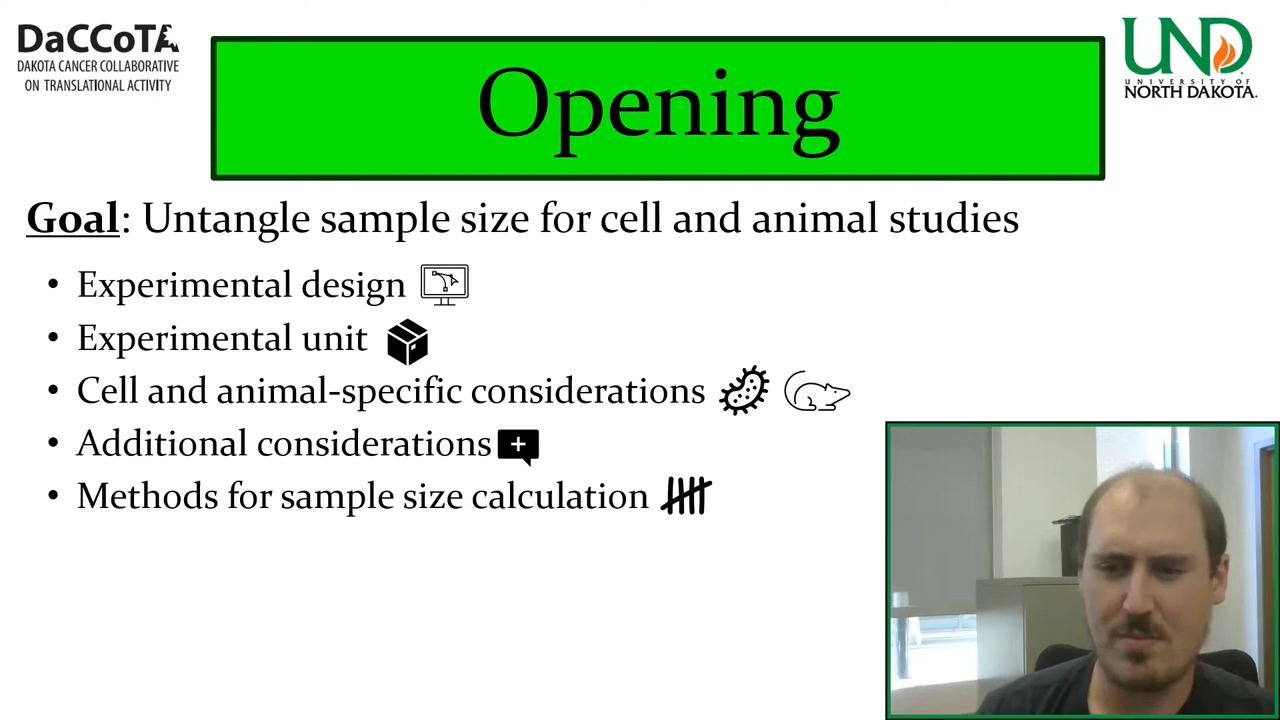 DaCCoTA
DAKOTA CANCER COLLABORATIVE
ON TRANSLATIONAL ACTIVITY
Opening
UND
UNIVERSITY OF
NORTH DAKOTA.
Goal: Untangle sample size for cell and animal studies
• Experimental design
• Experimental unit
• Cell and animal-specific considerations
• Additional considerations
• Methods for sample size calculation